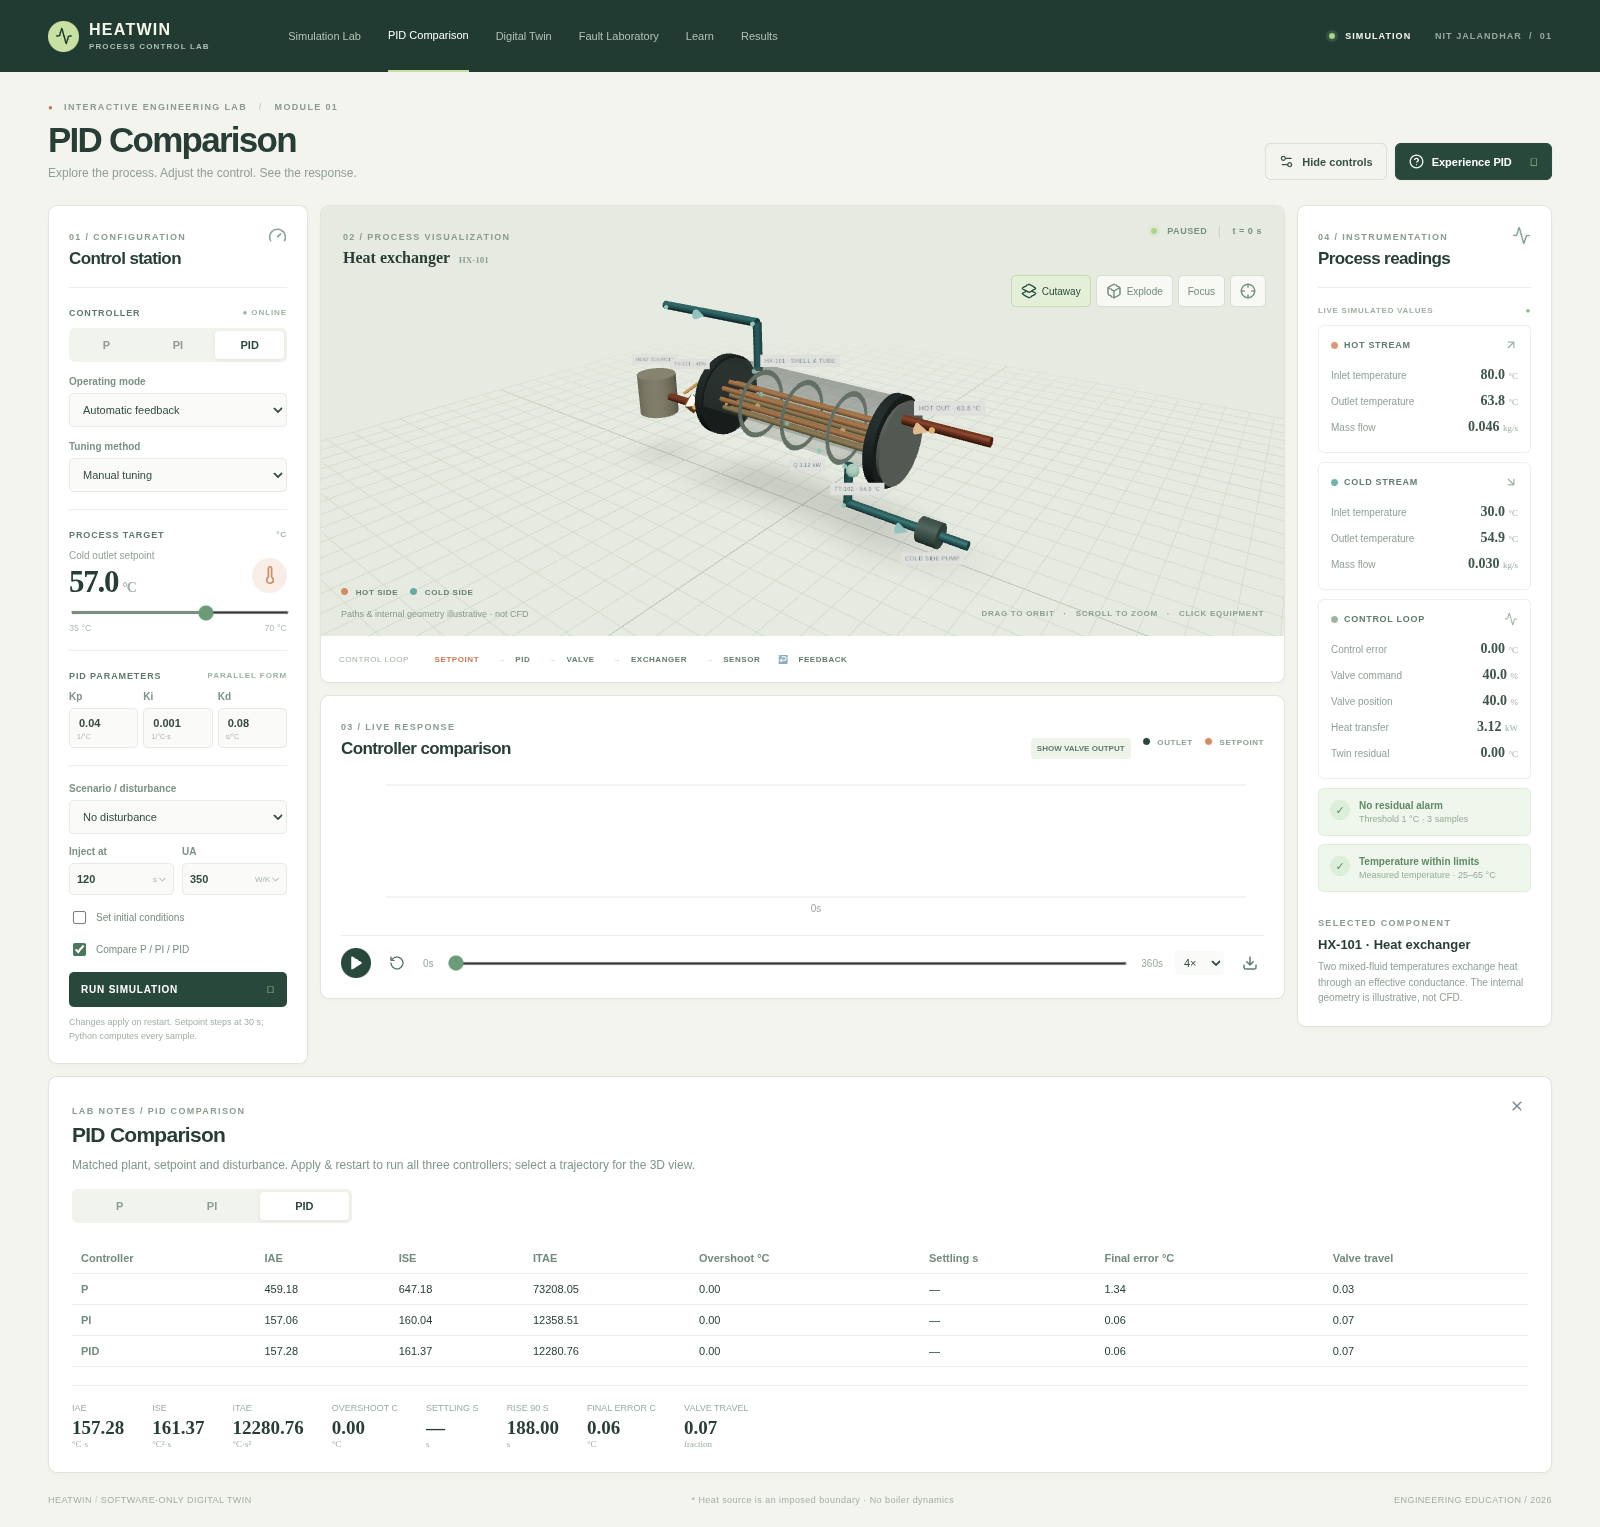 HEATWIN
PROCESS CONTROL LAB
Simulation Lab
PID Comparison
Digital Twin
Fault Laboratory
Learn
Results
SIMULATION
NIT JALANDHAR / 01
● INTERACTIVE ENGINEERING LAB / MODULE 01
PID Comparison
Explore the process. Adjust the control. See the response.
Hide controls
Experience PID
01 / CONFIGURATION
Control station
CONTROLLER
● ONLINE
P
PI
PID
Operating mode
Automatic feedback
Tuning method
Manual tuning
PROCESS TARGET
°C
Cold outlet setpoint
57.0 °C
35 °C
70 °C
PID PARAMETERS
PARALLEL FORM
Kp
Ki
Kd
0.04
0.001
0.08
1/°C
1/°C·s
s/°C
Scenario / disturbance
No disturbance
Inject at
UA
120 s
350 W/K
Set initial conditions
Compare P / PI / PID
RUN SIMULATION
Changes apply on restart. Setpoint steps at 30 s;
Python computes every sample.
02 / PROCESS VISUALIZATION
Heat exchanger HX-101
PAUSED
t = 0 s
Cutaway
Explode
Focus
HEAT SOURCE*
HX-101 · SHELL & TUBE
HOT OUT · 63.8 °C
Q 3.12 kW
TT-102 · 54.9 °C
COLD SIDE PUMP
HOT SIDE
COLD SIDE
Paths & internal geometry illustrative · not CFD
DRAG TO ORBIT · SCROLL TO ZOOM · CLICK EQUIPMENT
CONTROL LOOP
SETPOINT → PID → VALVE → EXCHANGER → SENSOR ↩ FEEDBACK
03 / LIVE RESPONSE
Controller comparison
SHOW VALVE OUTPUT
OUTLET
SETPOINT
0s
0s
360s
4×
04 / INSTRUMENTATION
Process readings
LIVE SIMULATED VALUES
HOT STREAM
Inlet temperature 80.0 °C
Outlet temperature 63.8 °C
Mass flow 0.046 kg/s
COLD STREAM
Inlet temperature 30.0 °C
Outlet temperature 54.9 °C
Mass flow 0.030 kg/s
CONTROL LOOP
Control error 0.00 °C
Valve command 40.0 %
Valve position 40.0 %
Heat transfer 3.12 kW
Twin residual 0.00 °C
✓ No residual alarm
Threshold 1 °C · 3 samples
✓ Temperature within limits
Measured temperature · 25–65 °C
SELECTED COMPONENT
HX-101 · Heat exchanger
Two mixed-fluid temperatures exchange heat
through an effective conductance. The internal
geometry is illustrative, not CFD.
LAB NOTES / PID COMPARISON
✕
PID Comparison
Matched plant, setpoint and disturbance. Apply & restart to run all three controllers; select a trajectory for the 3D view.
P
PI
PID
Controller IAE ISE ITAE Overshoot °C Settling s Final error °C Valve travel
P 459.18 647.18 73208.05 0.00 — 1.34 0.03
PI 157.06 160.04 12358.51 0.00 — 0.06 0.07
PID 157.28 161.37 12280.76 0.00 — 0.06 0.07
IAE ISE ITAE OVERSHOOT C SETTLING S RISE 90 S FINAL ERROR C VALVE TRAVEL
157.28 161.37 12280.76 0.00 — 188.00 0.06 0.07
°C·s °C²·s °C·s² °C s s °C fraction
HEATWIN / SOFTWARE-ONLY DIGITAL TWIN
* Heat source is an imposed boundary · No boiler dynamics
ENGINEERING EDUCATION / 2026